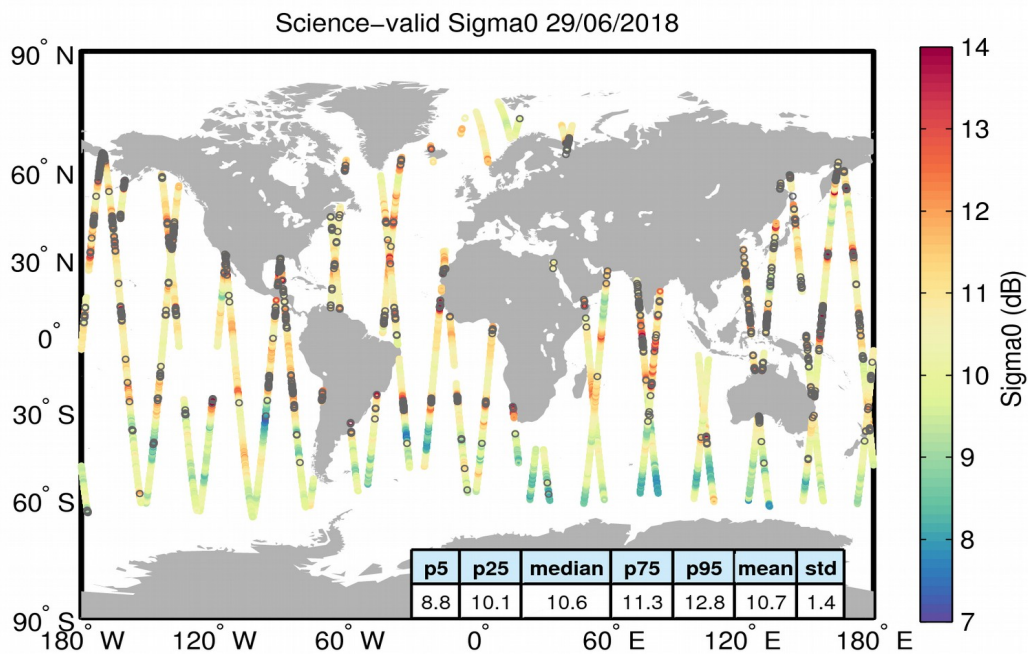 Science−valid Sigma0 29/06/2018
90° N
60° N
30° N
0°
30° S
60° S
90° S
180° W
120° W
60° W
0°
60° E
120° E
180° E
p5 p25 median p75 p95 mean std
8.8 10.1 10.6 11.3 12.8 10.7 1.4
14
13
12
11
10
9
8
7
Sigma0 (dB)